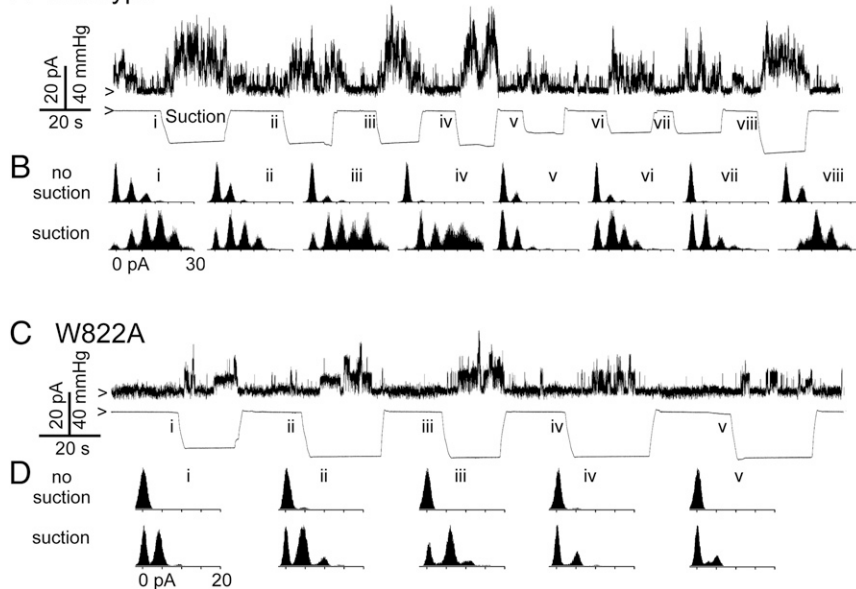 20 pA
40 mmHg
>
>
Suction
20 s
i ii iii iv v vi vii viii
B
no suction
i ii iii iv v vi vii viii
suction
0 pA 30
C W822A
20 pA
40 mmHg
>
>
20 s
i ii iii iv v
D
no suction
i ii iii iv v
suction
0 pA 20